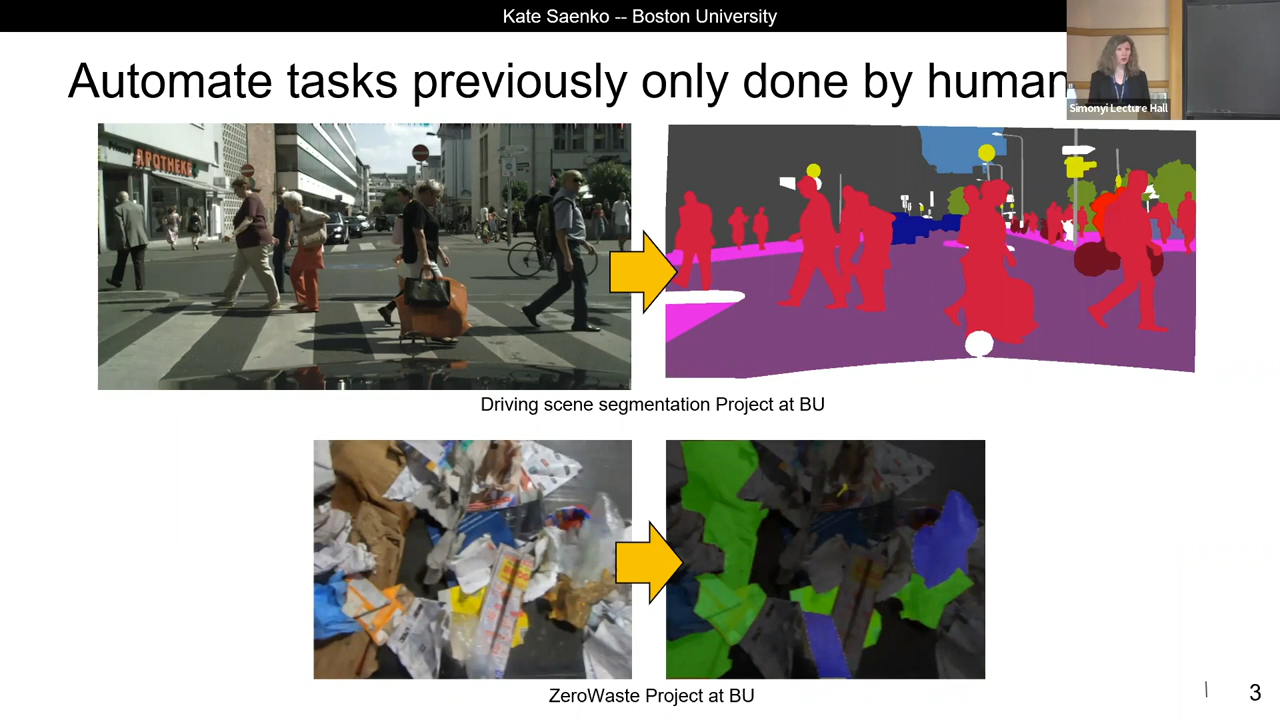 Kate Saenko -- Boston University
Automate tasks previously only done by human
Simonyi Lecture Hall
APOTHEKE
Driving scene segmentation Project at BU
ZeroWaste Project at BU
3